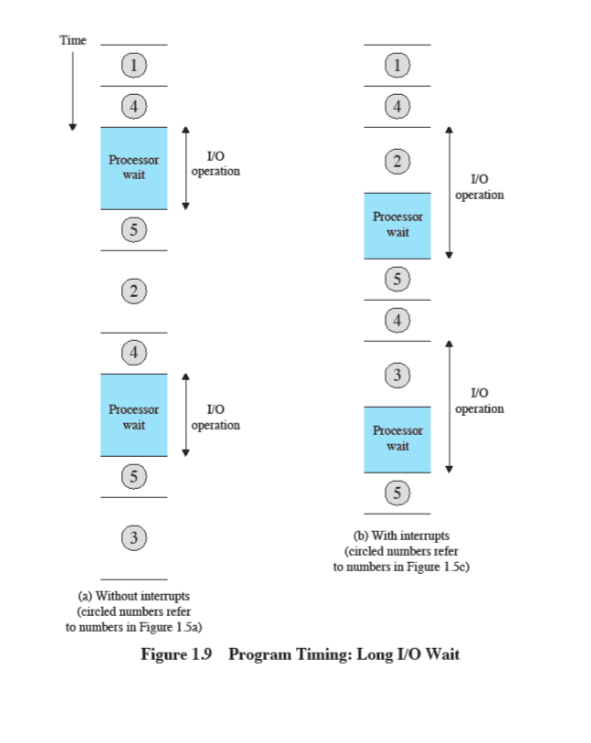 Time
1
4
Processor
wait
I/O
operation
5
2
4
Processor
wait
I/O
operation
5
3
(a) Without interrupts
(circled numbers refer
to numbers in Figure 1.5a)
1
4
2
I/O
operation
Processor
wait
5
4
3
I/O
operation
Processor
wait
5
(b) With interrupts
(circled numbers refer
to numbers in Figure 1.5c)
Figure 1.9 Program Timing: Long I/O Wait